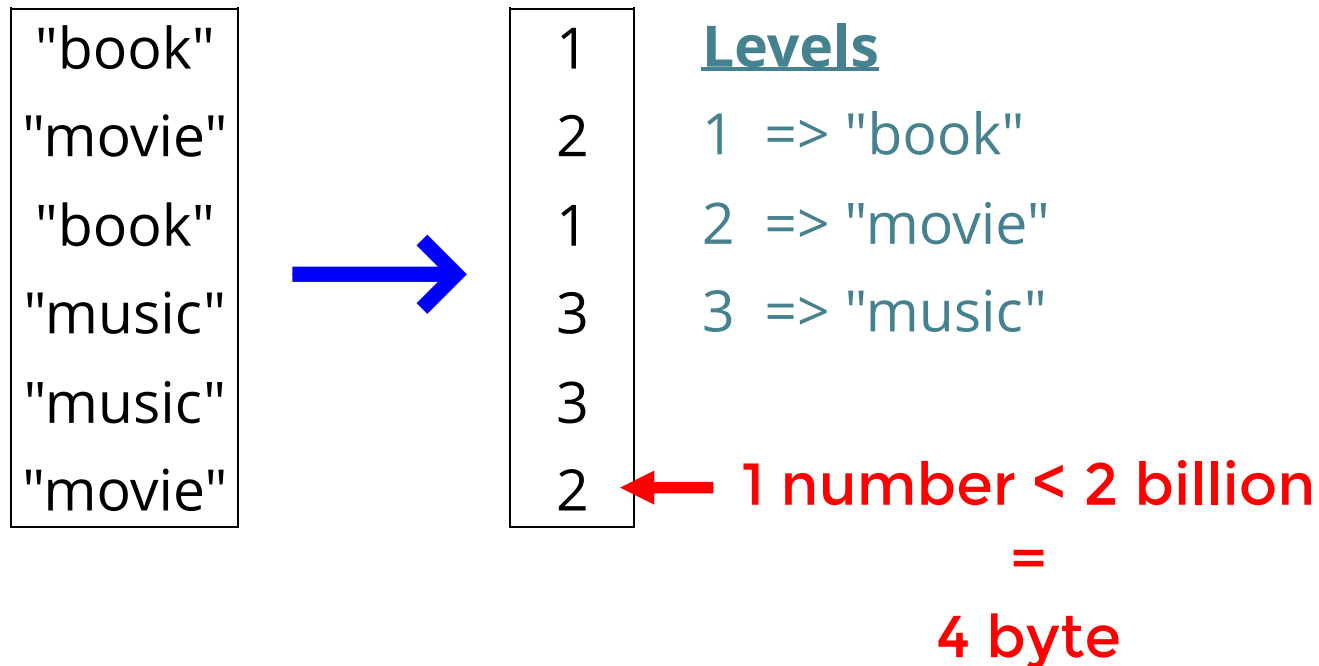 "book"
"movie"
"book"
"music"
"music"
"movie"
1
2
1
3
3
2
Levels
1 => "book"
2 => "movie"
3 => "music"
1 number < 2 billion
=
4 byte